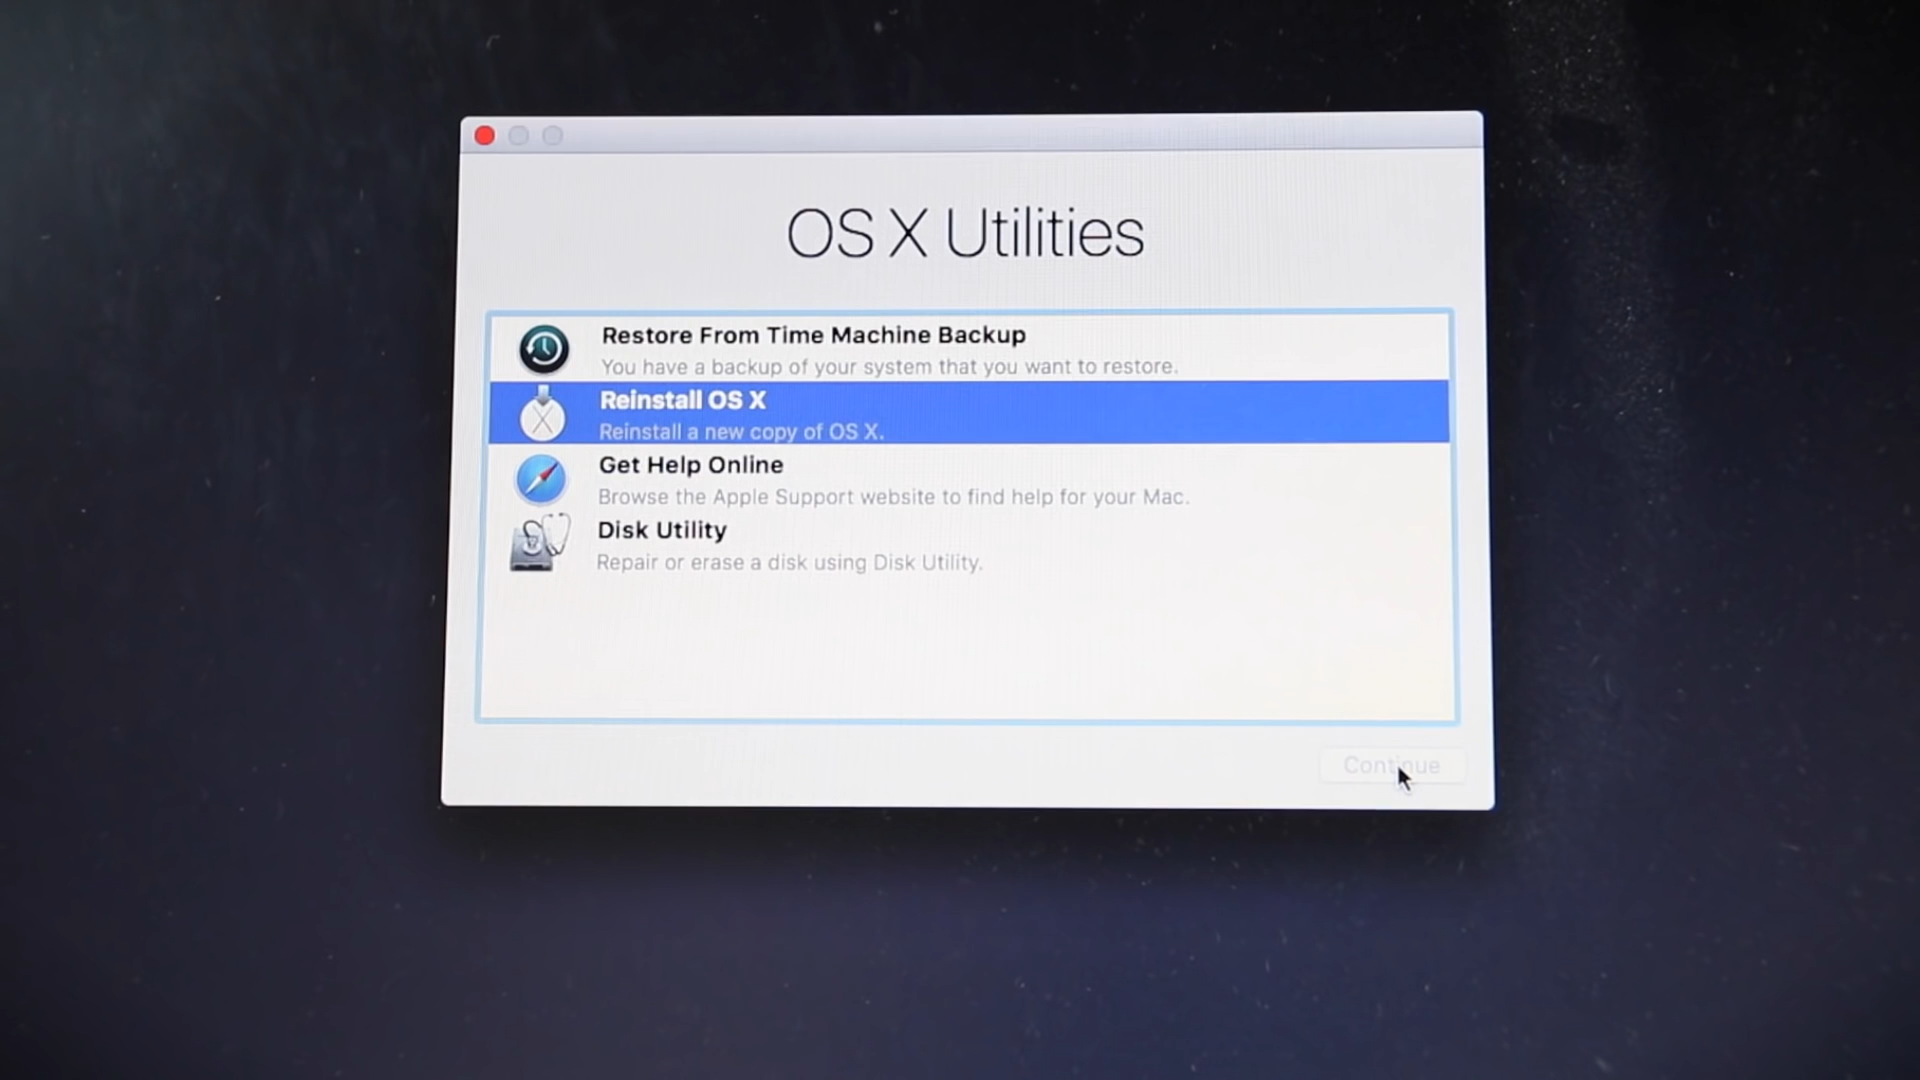 OS X Utilities
Restore From Time Machine Backup
You have a backup of your system that you want to restore.
Reinstall OS X
Reinstall a new copy of OS X.
Get Help Online
Browse the Apple Support website to find help for your Mac.
Disk Utility
Repair or erase a disk using Disk Utility.
Continue